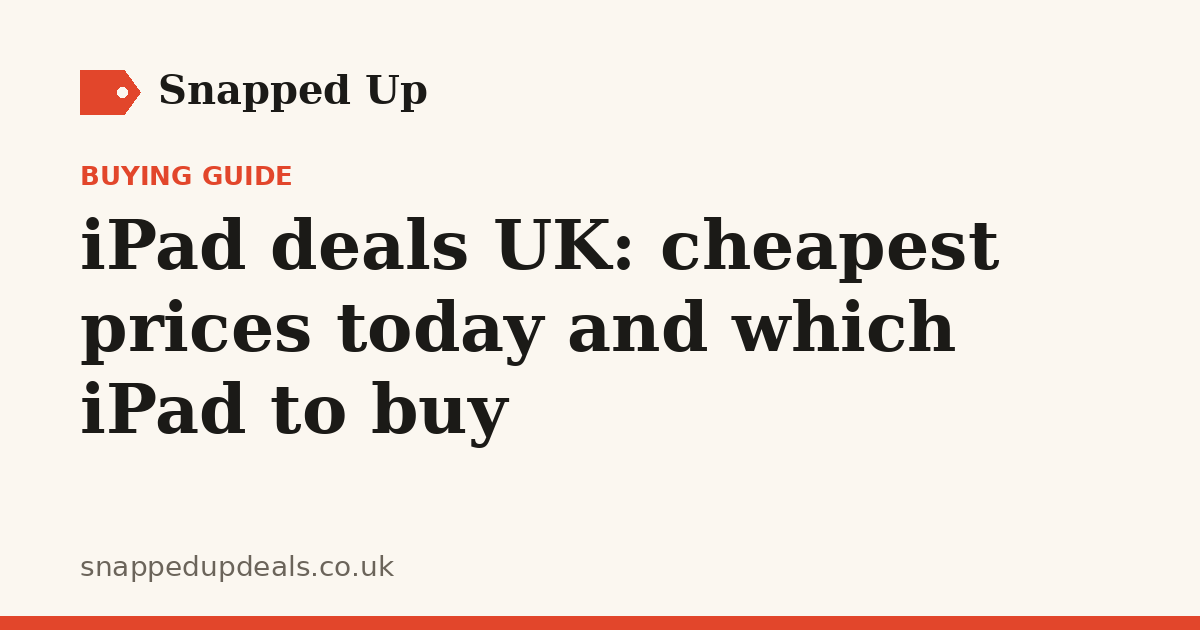 Snapped Up
BUYING GUIDE
iPad deals UK: cheapest
prices today and which
iPad to buy
snappedupdeals.co.uk